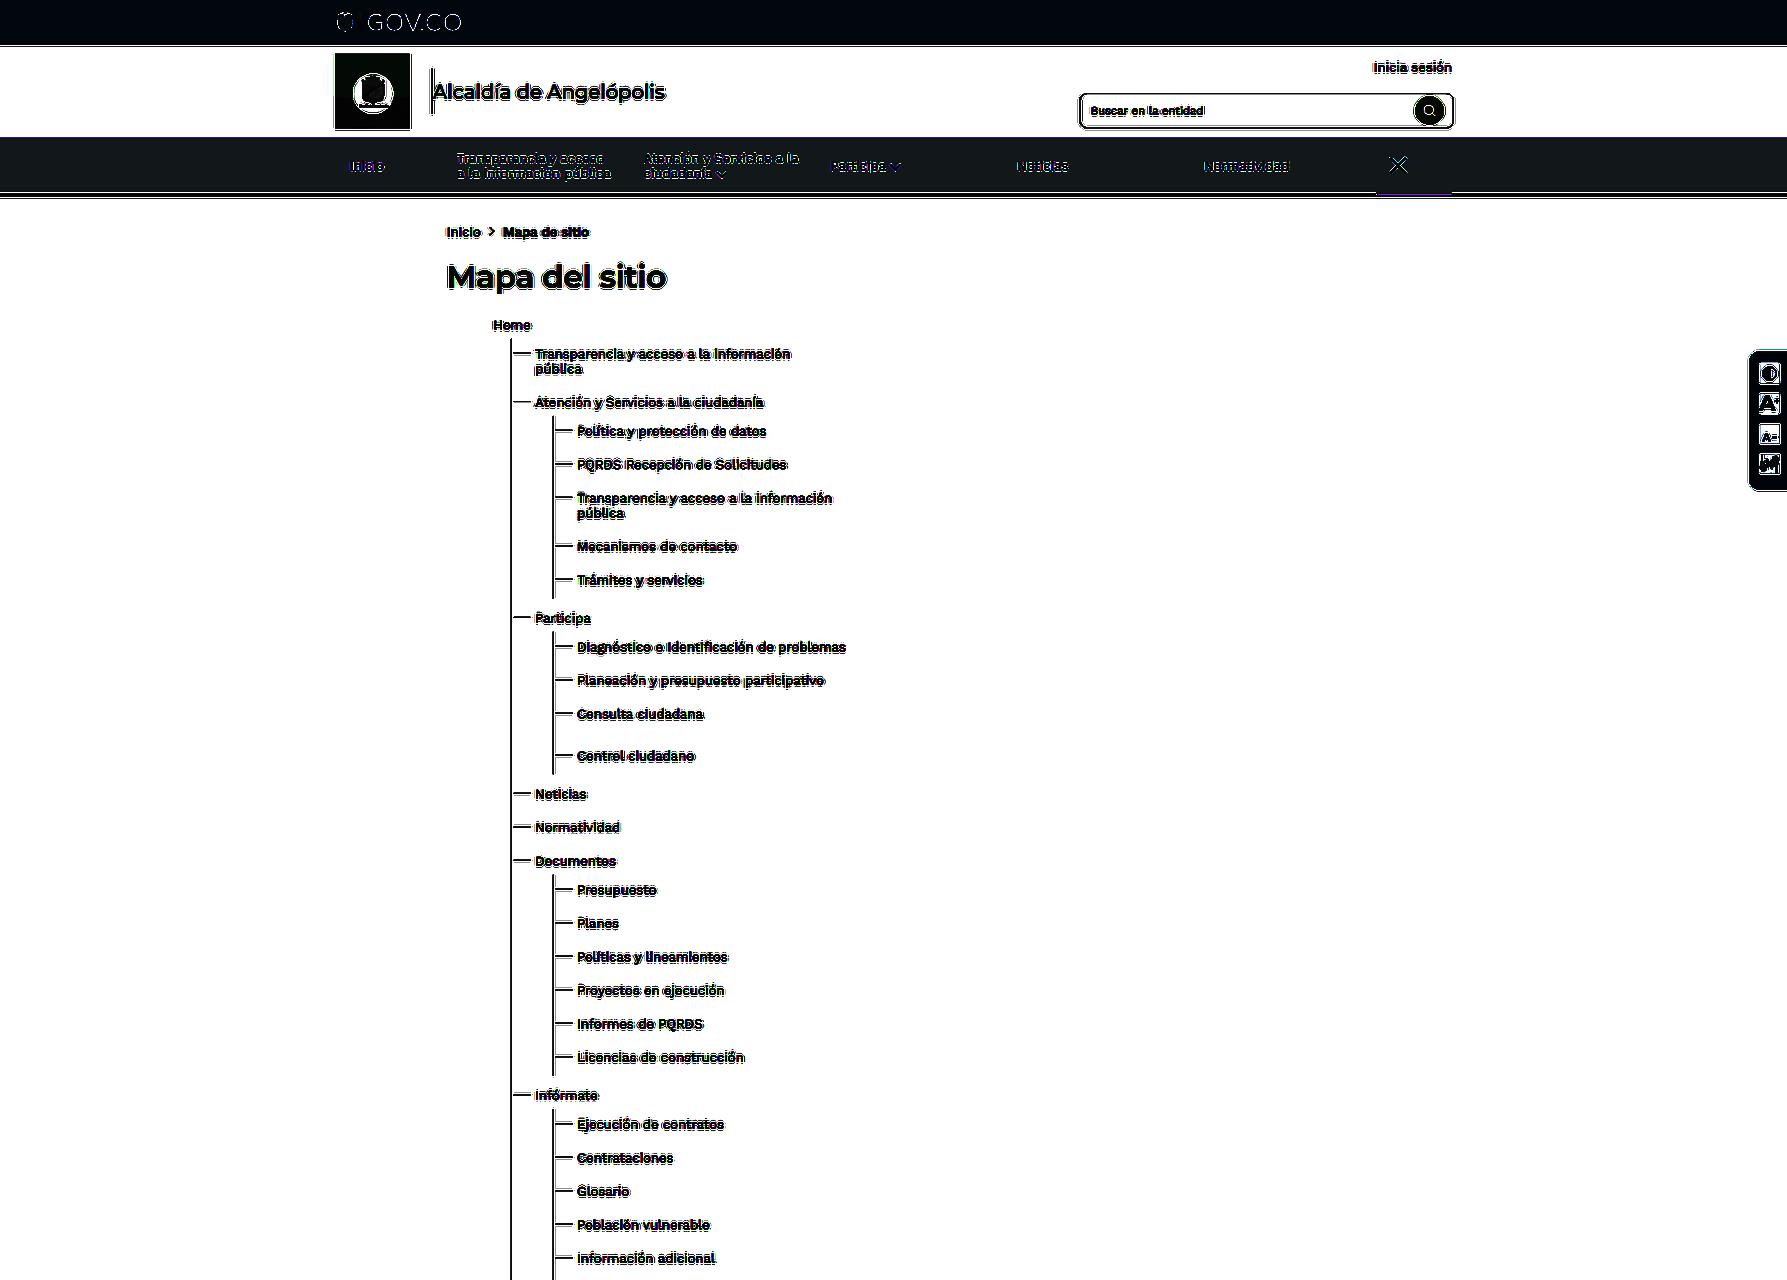 GOV.CO
Alcaldía de Angelópolis
Inicia sesión
Buscar en la entidad
Inicio
Transparencia y acceso
a la información pública
Atención y Servicios a la
ciudadanía
Participa
Noticias
Normatividad
Inicio > Mapa de sitio
Mapa del sitio
Home
Transparencia y acceso a la información
pública
Atención y Servicios a la ciudadanía
Política y protección de datos
PQRDS Recepción de Solicitudes
Transparencia y acceso a la información
pública
Mecanismos de contacto
Trámites y servicios
Participa
Diagnóstico e Identificación de problemas
Planeación y presupuesto participativo
Consulta ciudadana
Control ciudadano
Noticias
Normatividad
Documentos
Presupuesto
Planes
Políticas y lineamientos
Proyectos en ejecución
Informes de PQRDS
Licencias de construcción
Infórmate
Ejecución de contratos
Contrataciones
Glosario
Población vulnerable
Información adicional